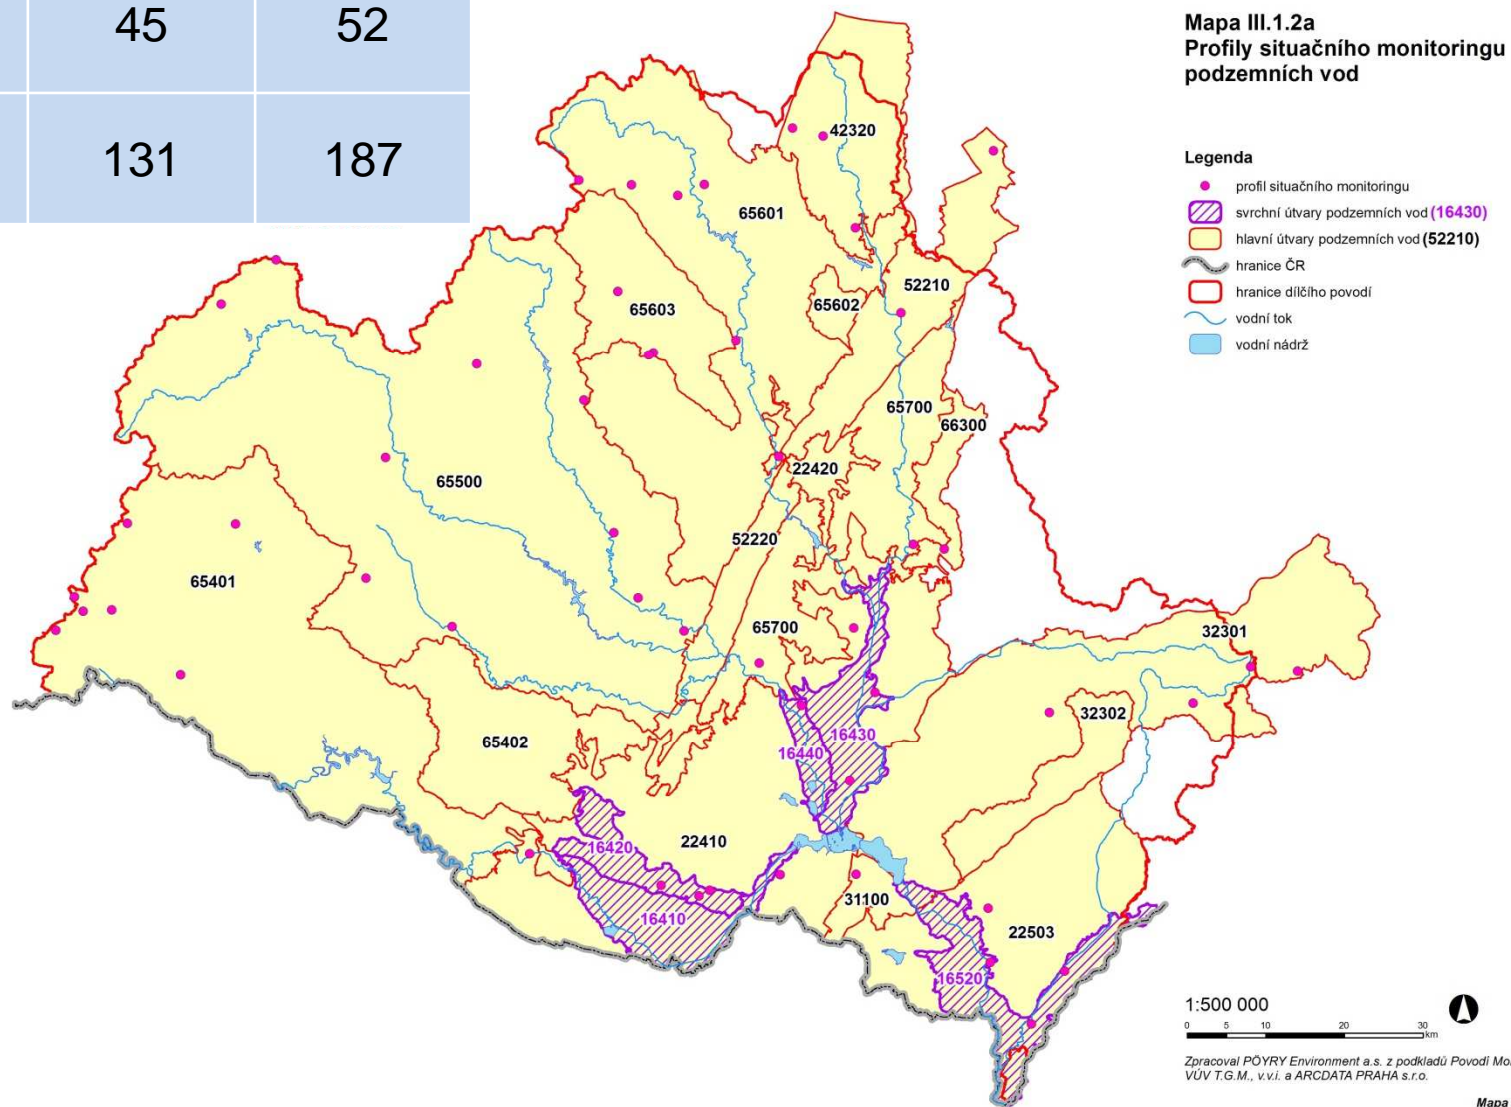 45 52
131 187
Mapa III.1.2a
Profily situačního monitoringu
podzemních vod
Legenda
profil situačního monitoringu
svrchní útvary podzemních vod (16430)
hlavní útvary podzemních vod (52210)
hranice ČR
hranice dílčího povodí
vodní tok
vodní nádrž
42320
65601
52210
65602
65603
65700
66300
22420
65500
52220
65401
65700
32301
32302
16430
16440
65402
22410
16420
31100
16410
22503
16520
1:500 000
0 5 10 20 30
km
Zpracoval PÖYRY Environment a.s. z podkladů Povodí Mo
VÚV T.G.M., v.v.i. a ARCDATA PRAHA s.r.o.
Mapa